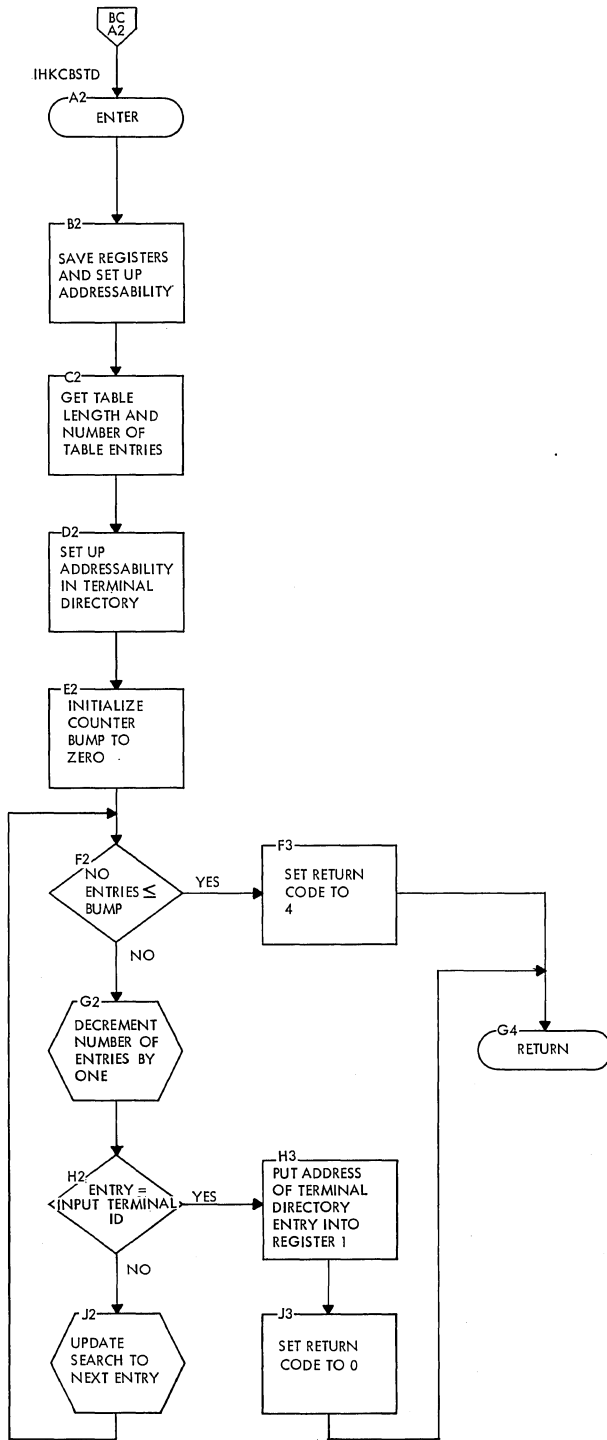 BC
A2
IHKCBSTD
A2
ENTER
B2
SAVE REGISTERS
AND SET UP
ADDRESSABILITY
C2
GET TABLE
LENGTH AND
NUMBER OF
TABLE ENTRIES
D2
SET UP
ADDRESSABILITY
IN TERMINAL
DIRECTORY
E2
INITIALIZE
COUNTER
BUMP TO
ZERO
F2
NO
ENTRIES ≤
BUMP
YES
NO
F3
SET RETURN
CODE TO
4
G2
DECREMENT
NUMBER OF
ENTRIES BY
ONE
G4
RETURN
H2
ENTRY =
INPUT TERMINAL
ID
YES
NO
H3
PUT ADDRESS
OF TERMINAL
DIRECTORY
ENTRY INTO
REGISTER 1
J2
UPDATE
SEARCH TO
NEXT ENTRY
J3
SET RETURN
CODE TO 0